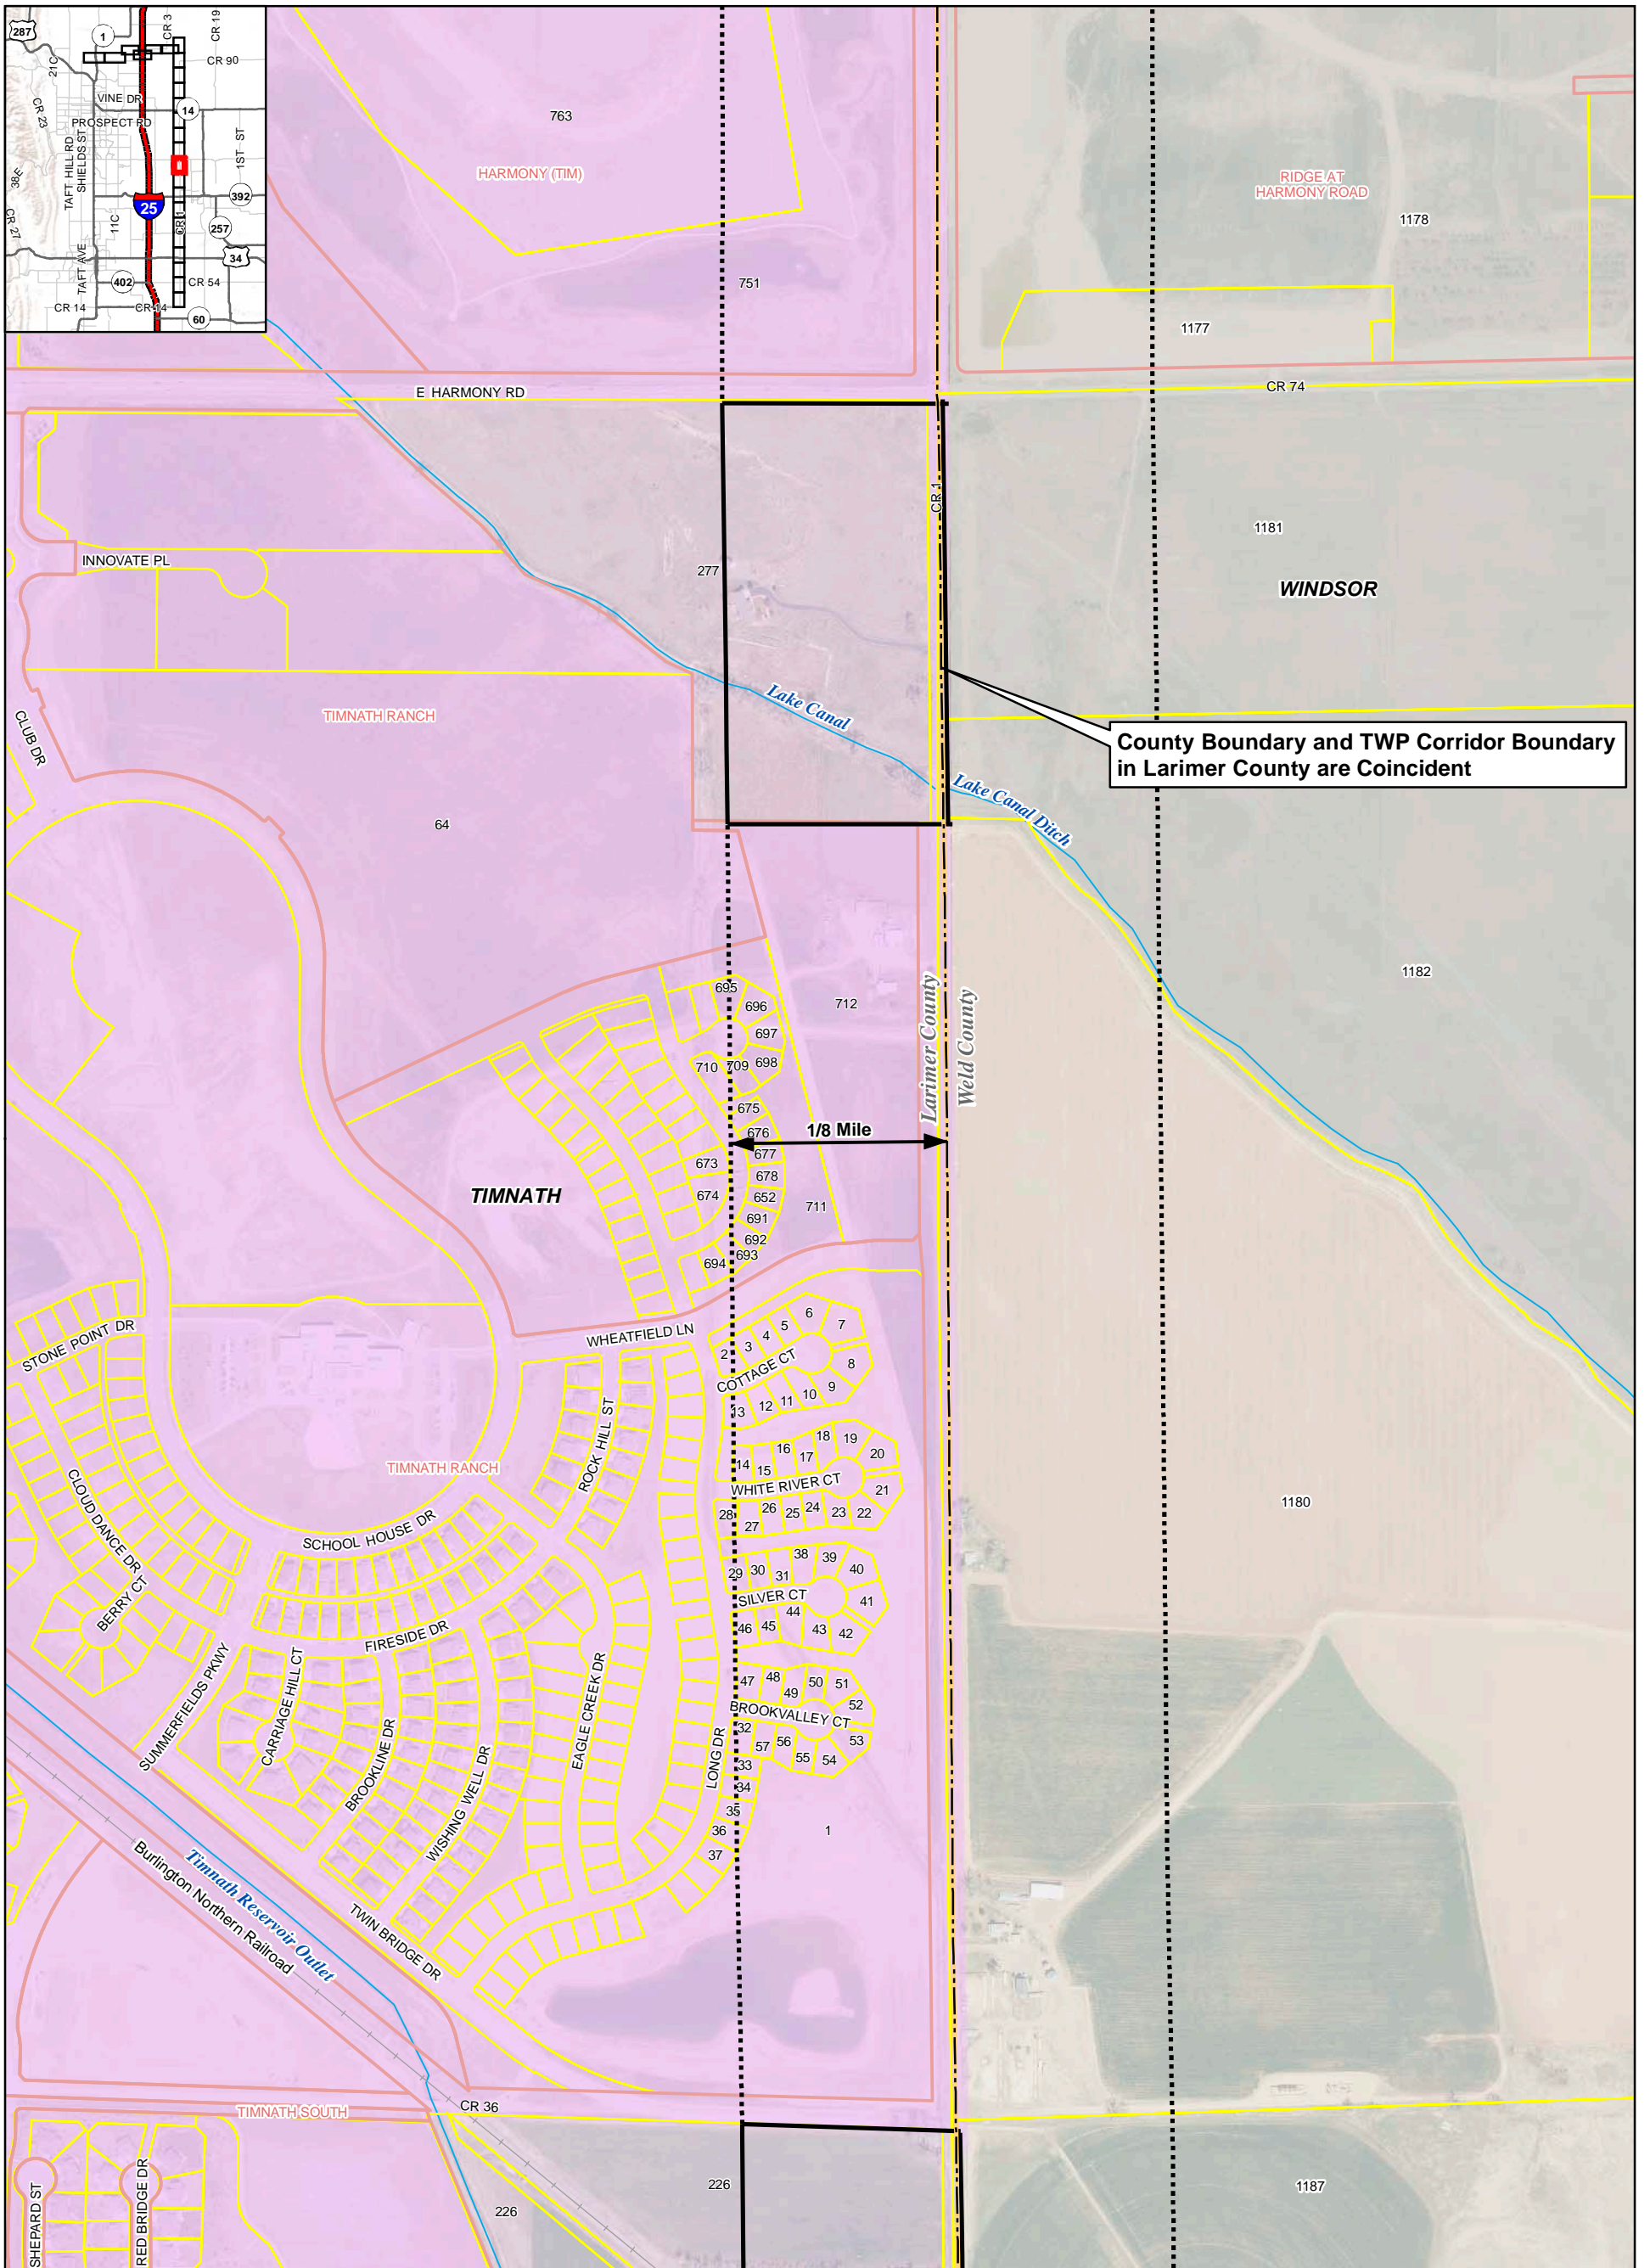 287
1
CR 3
CR 19
21C
CR 90
CR 23
VINE DR
14
PROSPECT RD
TAFT HILL RD
SHIELDS ST
1ST ST
38E
392
25
CR 27
11C
CR 1
257
34
TAFT AVE
402
CR 54
CR 14
CR 14
60
763
HARMONY (TIM)
751
RIDGE AT
HARMONY ROAD
1178
1177
E HARMONY RD
CR 74
CR 1
1181
INNOVATE PL
277
WINDSOR
Lake Canal
TIMNATH RANCH
CLUB DR
County Boundary and TWP Corridor Boundary
in Larimer County are Coincident
Lake Canal Ditch
64
1182
695
696
712
697
710
709
698
Larimer County
Weld County
675
676
1/8 Mile
677
673
678
674
652
TIMNATH
691
711
692
693
694
6
7
5
4
3
2
WHEATFIELD LN
STONE POINT DR
COTTAGE CT
8
9
10
11
12
13
ROCK HILL ST
18
19
16
17
20
14
15
TIMNATH RANCH
WHITE RIVER CT
21
28
26
25
24
23
22
27
1180
CLOUD DANCE DR
SCHOOL HOUSE DR
38
39
29
30
31
40
BERRY CT
SILVER CT
41
44
46
45
43
42
FIRESIDE DR
SUMMERFIELDS PKWY
CARRIAGE HILL CT
EAGLE CREEK DR
47
48
49
50
51
52
BROOKVALLEY CT
32
53
57
56
55
54
33
34
LONG DR
BROOKLINE DR
WISHING WELL DR
35
36
37
1
Timnath Reservoir Outlet
Burlington Northern Railroad
TWIN BRIDGE DR
CR 36
TIMNATH SOUTH
226
226
1187
SHEPARD ST
RED BRIDGE DR